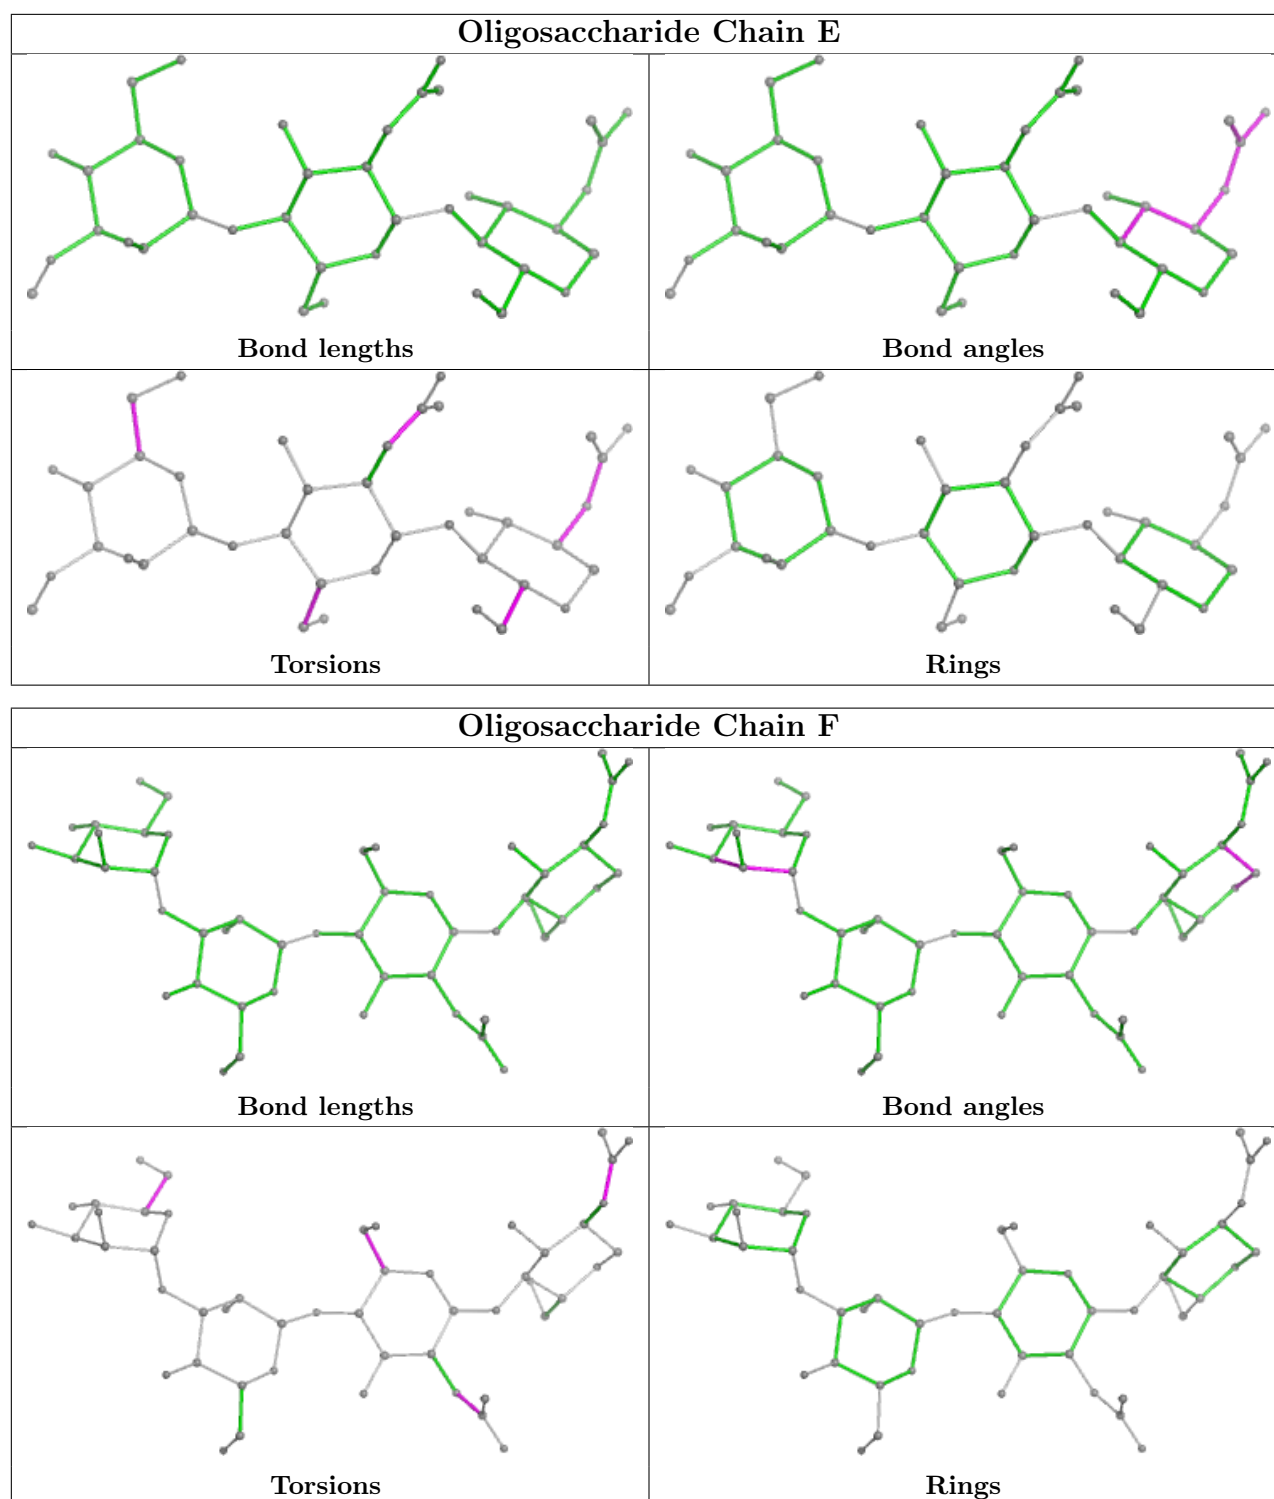 Oligosaccharide Chain E
Bond lengths
Bond angles
Torsions
Rings
Oligosaccharide Chain F
Bond lengths
Bond angles
Torsions
Rings